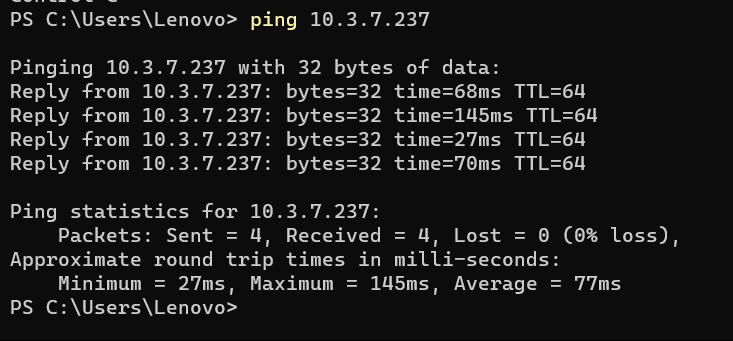 PS C:\Users\Lenovo> ping 10.3.7.237

Pinging 10.3.7.237 with 32 bytes of data:
Reply from 10.3.7.237: bytes=32 time=68ms TTL=64
Reply from 10.3.7.237: bytes=32 time=145ms TTL=64
Reply from 10.3.7.237: bytes=32 time=27ms TTL=64
Reply from 10.3.7.237: bytes=32 time=70ms TTL=64

Ping statistics for 10.3.7.237:
    Packets: Sent = 4, Received = 4, Lost = 0 (0% loss),
Approximate round trip times in milli-seconds:
    Minimum = 27ms, Maximum = 145ms, Average = 77ms
PS C:\Users\Lenovo>